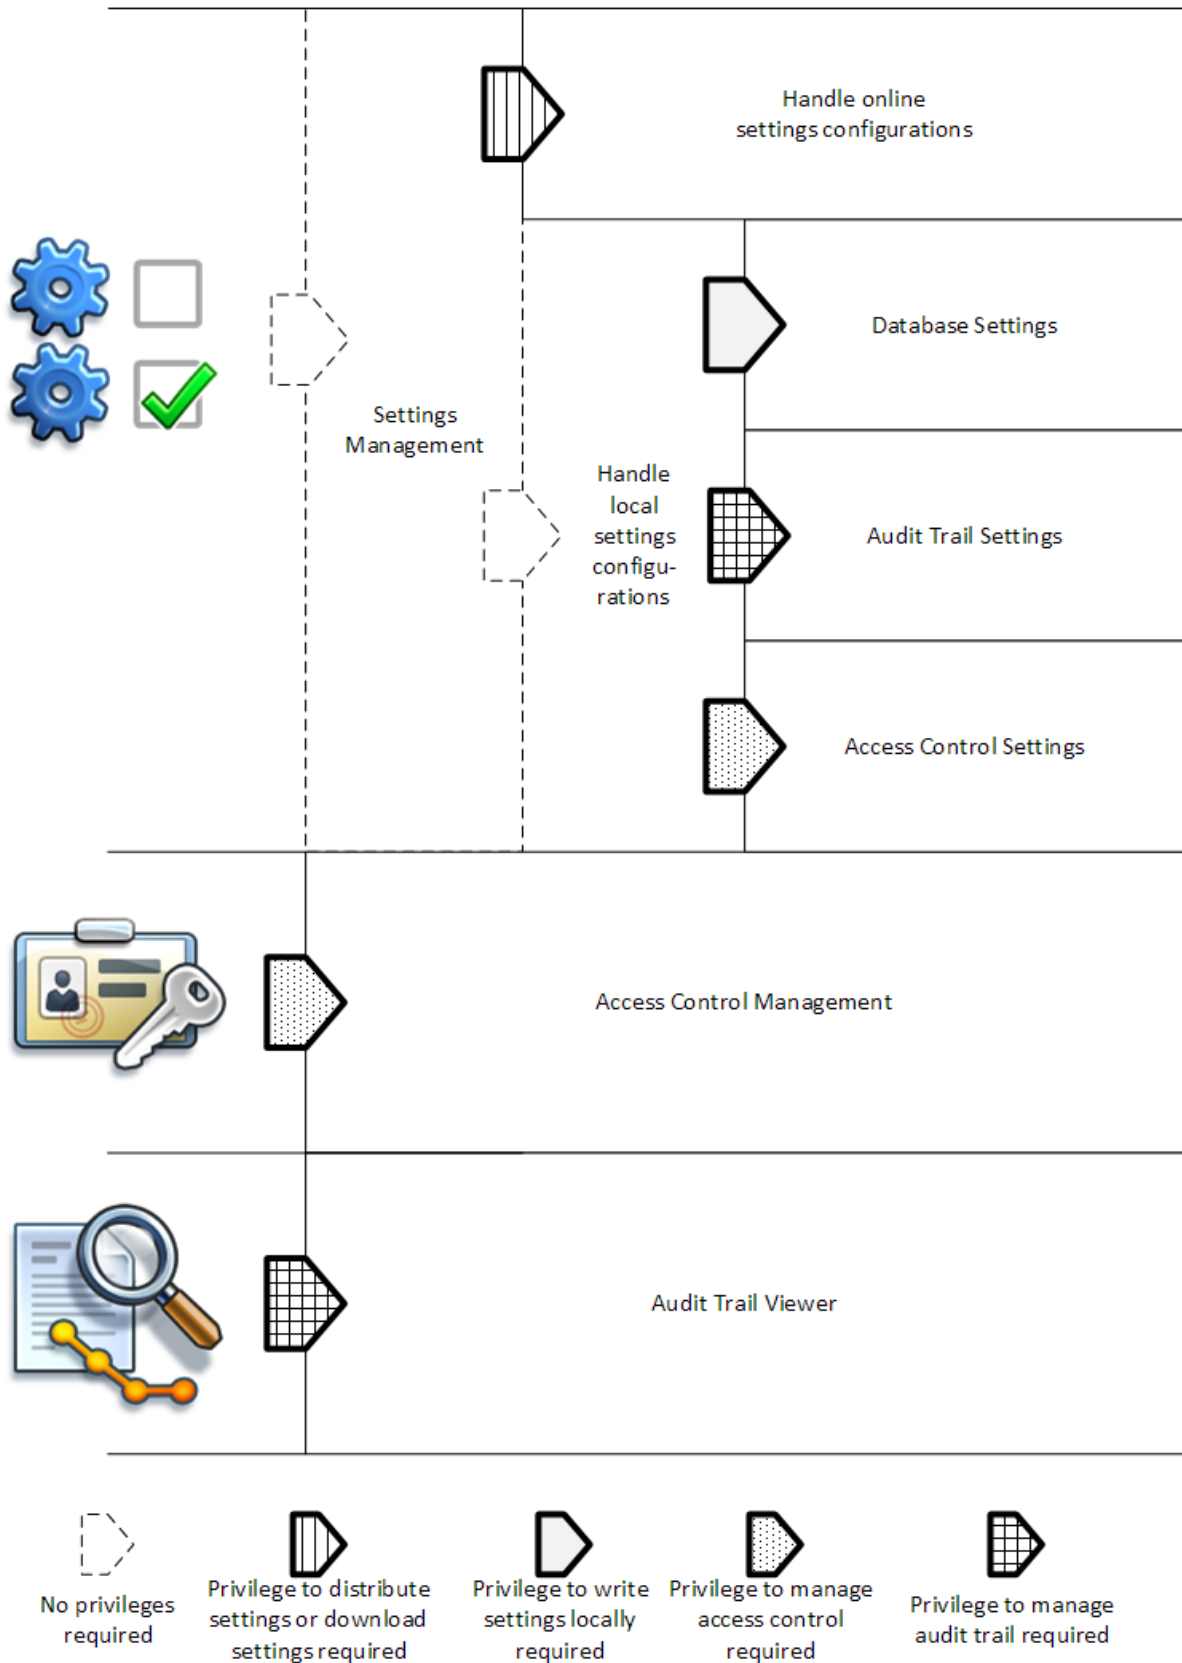 Handle online
settings configurations
Database Settings
Settings
Management
Handle
local
settings
configu-
rations
Audit Trail Settings
Access Control Settings
Access Control Management
Audit Trail Viewer
No privileges
required
Privilege to distribute
settings or download
settings required
Privilege to write
settings locally
required
Privilege to manage
access control
required
Privilege to manage
audit trail required